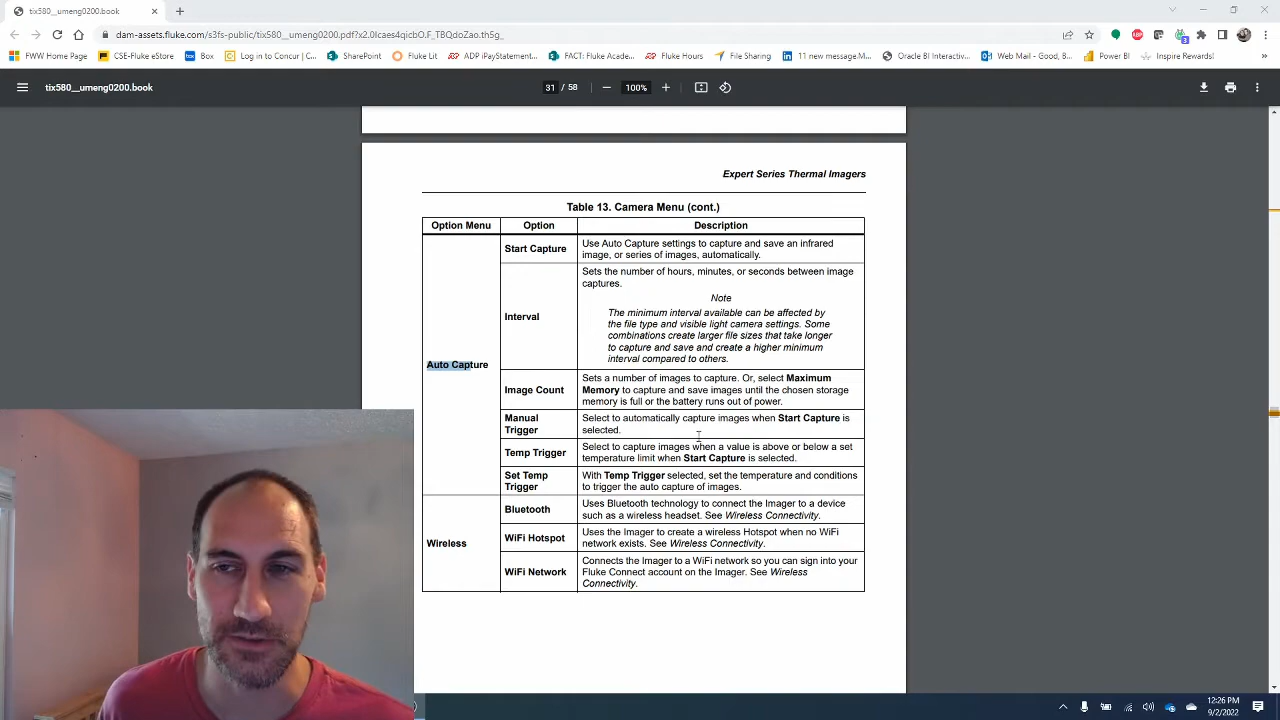 tix580__umeng0200.pdf
dam-assets.fluke.com/s3fs-public/tix580__umeng0200.pdf?x2.0Icaes4qicbO.F_TBQdoZao.th5g_
FWW Home Page
CSE-Fluke eStore
Box
Log in to Concur | C...
SharePoint
Fluke Lit
ADP iPayStatement...
FACT: Fluke Acade...
Fluke Hours
File Sharing
11 new message.M...
Oracle BI Interactiv...
Web Mail - Good, B...
Power BI
Inspire Rewards!
tix580__umeng0200.book
31 / 58
100%
Expert Series Thermal Imagers
Table 13. Camera Menu (cont.)
Option Menu
Option
Description
Auto Capture
Start Capture
Use Auto Capture settings to capture and save an infrared
image, or series of images, automatically.
Interval
Sets the number of hours, minutes, or seconds between image
captures.
Note
The minimum interval available can be affected by
the file type and visible light camera settings. Some
combinations create larger file sizes that take longer
to capture and save and create a higher minimum
interval compared to others.
Image Count
Sets a number of images to capture. Or, select Maximum
Memory to capture and save images until the chosen storage
memory is full or the battery runs out of power.
Manual
Trigger
Select to automatically capture images when Start Capture is
selected.
Temp Trigger
Select to capture images when a value is above or below a set
temperature limit when Start Capture is selected.
Set Temp
Trigger
With Temp Trigger selected, set the temperature and conditions
to trigger the auto capture of images.
Wireless
Bluetooth
Uses Bluetooth technology to connect the Imager to a device
such as a wireless headset. See Wireless Connectivity.
WiFi Hotspot
Uses the Imager to create a wireless Hotspot when no WiFi
network exists. See Wireless Connectivity.
WiFi Network
Connects the Imager to a WiFi network so you can sign into your
Fluke Connect account on the Imager. See Wireless
Connectivity.
12:26 PM
9/2/2022